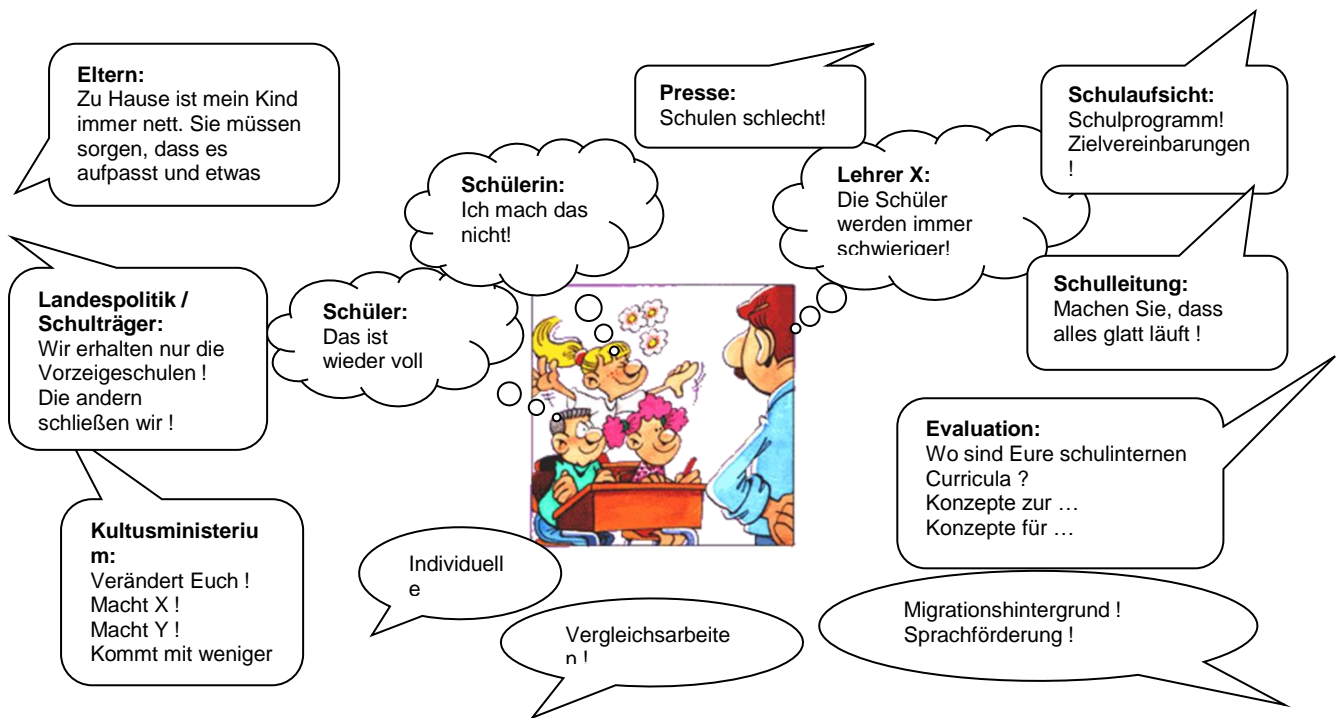 Eltern:
Zu Hause ist mein Kind
immer nett. Sie müssen
sorgen, dass es
aufpasst und etwas
Presse:
Schulen schlecht!
Schulaufsicht:
Schulprogramm!
Zielvereinbarungen
!
Schülerin:
Ich mach das
nicht!
Lehrer X:
Die Schüler
werden immer
schwieriger!
Landespolitik /
Schulträger:
Wir erhalten nur die
Vorzeigeschulen !
Die andern
schließen wir !
Schüler:
Das ist
wieder voll
Schulleitung:
Machen Sie, dass
alles glatt läuft !
Evaluation:
Wo sind Eure schulinternen
Curricula ?
Konzepte zur …
Konzepte für …
Kultusministeriu
m:
Verändert Euch !
Macht X !
Macht Y !
Kommt mit weniger
Individuell
e
Vergleichsarbeite
n !
Migrationshintergrund !
Sprachförderung !